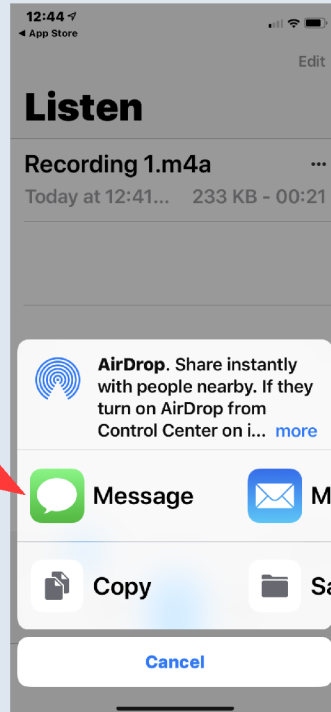 12:44
◀ App Store
Edit
Listen
Recording 1.m4a ...
Today at 12:41... 233 KB - 00:21
AirDrop. Share instantly
with people nearby. If they
turn on AirDrop from
Control Center on i... more
Message M
Copy Sa
Cancel